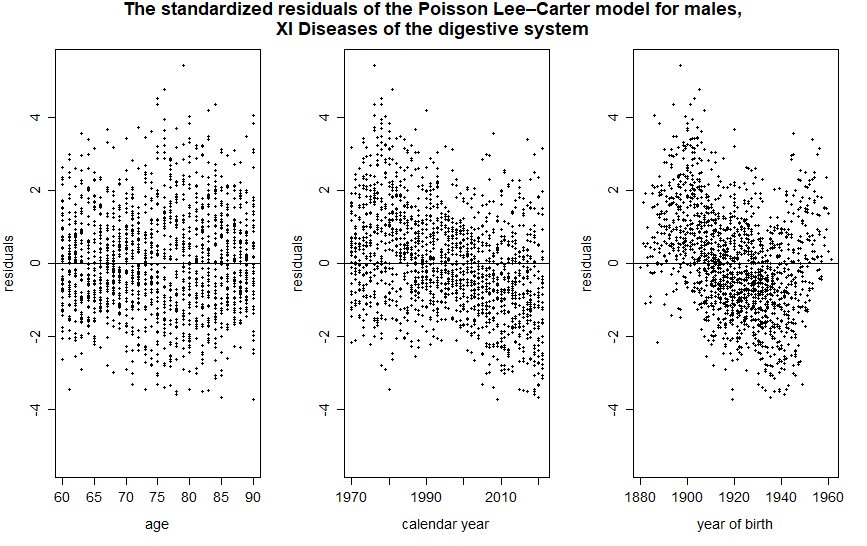 The standardized residuals of the Poisson Lee–Carter model for males,
XI Diseases of the digestive system
residuals
4
2
0
-2
-4
60 65 70 75 80 85 90
age
residuals
4
2
0
-2
-4
1970 1990 2010
calendar year
residuals
4
2
0
-2
-4
1880 1900 1920 1940 1960
year of birth